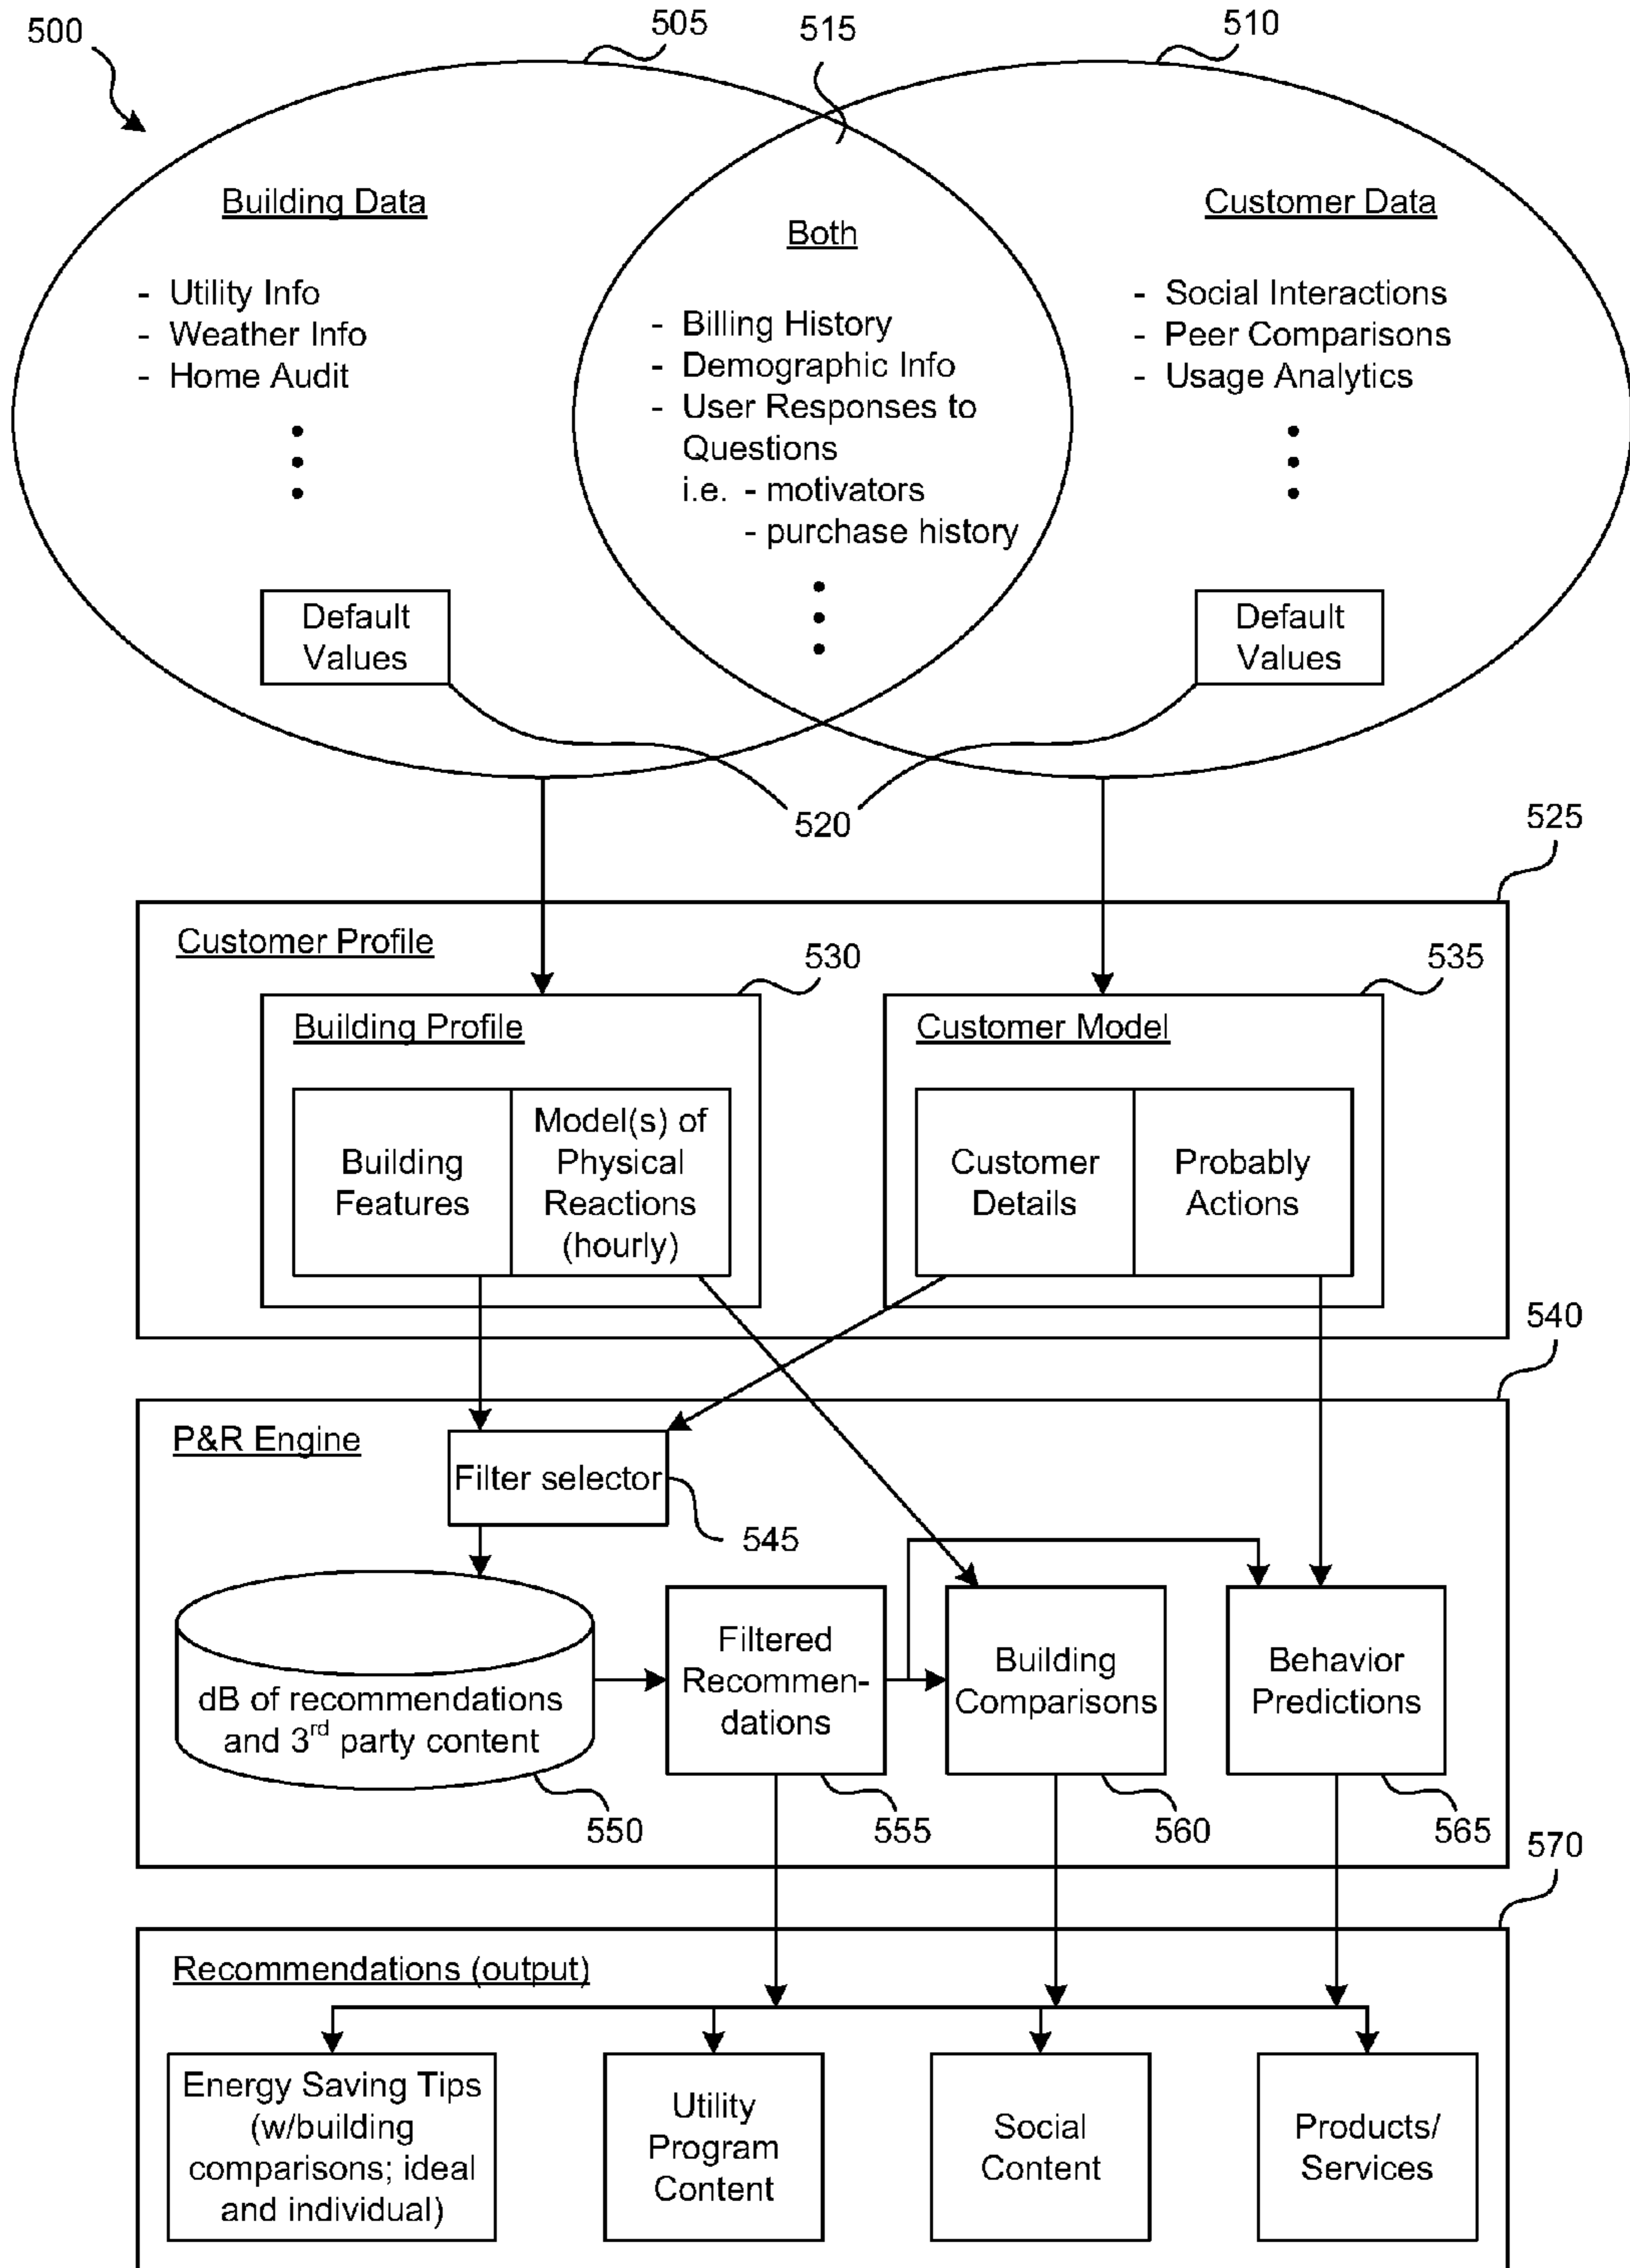 500
505
515
510
Building Data
- Utility Info
- Weather Info
- Home Audit
Default
Values
Both
- Billing History
- Demographic Info
- User Responses to
Questions
i.e. - motivators
- purchase history
Customer Data
- Social Interactions
- Peer Comparisons
- Usage Analytics
Default
Values
520
525
Customer Profile
530
535
Building Profile
Building
Features
Model(s) of
Physical
Reactions
(hourly)
Customer Model
Customer
Details
Probably
Actions
540
P&R Engine
Filter selector
545
dB of recommendations
and 3rd party content
Filtered
Recommen-
dations
Building
Comparisons
Behavior
Predictions
550
555
560
565
570
Recommendations (output)
Energy Saving Tips
(w/building
comparisons; ideal
and individual)
Utility
Program
Content
Social
Content
Products/
Services